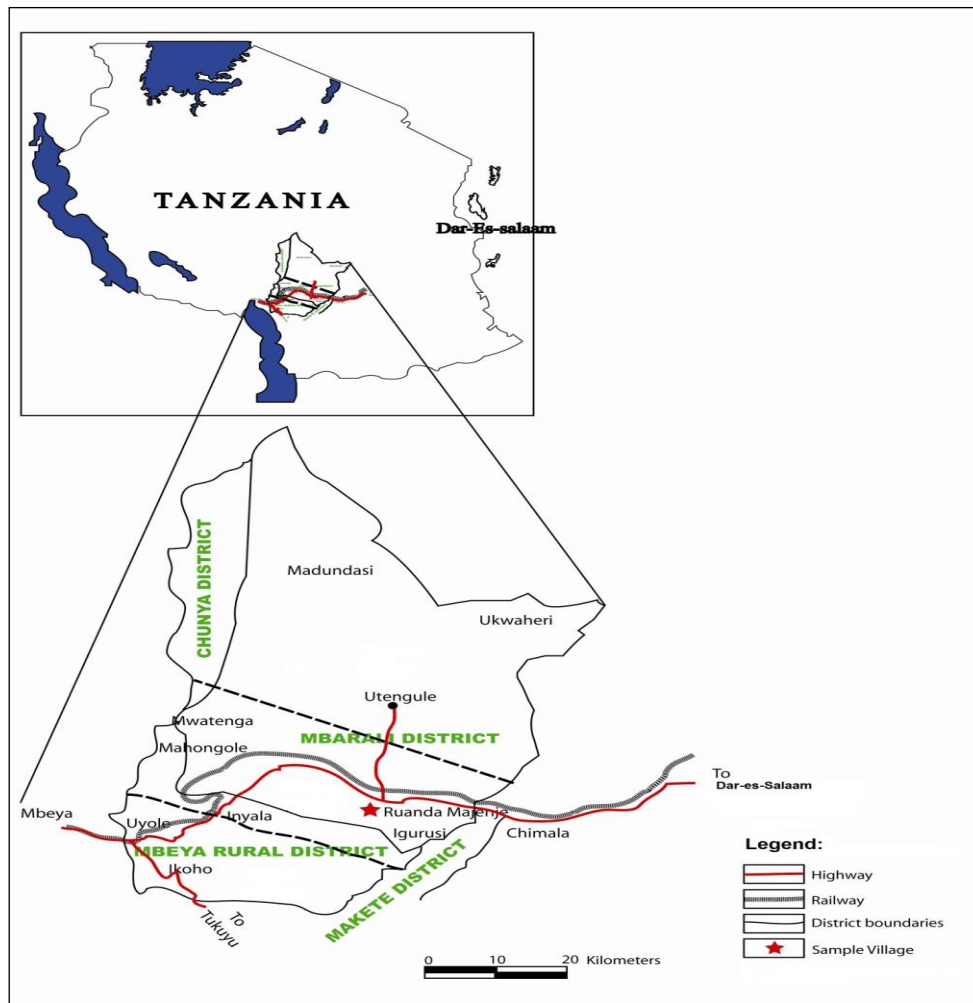 TANZANIA
Dar-Es-salaam
CHUNYA DISTRICT
Madundasi
Ukwaheri
Utengule
Mwatenga
MBARALI DISTRICT
Mahongole
To
Dar-es-Salaam
Mbeya
Uyole
Inyala
Ruanda Majenje
Igurusi
Chimala
MBEYA RURAL DISTRICT
Ikoho
MAKETE DISTRICT
To
Tukuyu
Legend:
Highway
Railway
District boundaries
Sample Village
0 10 20 Kilometers